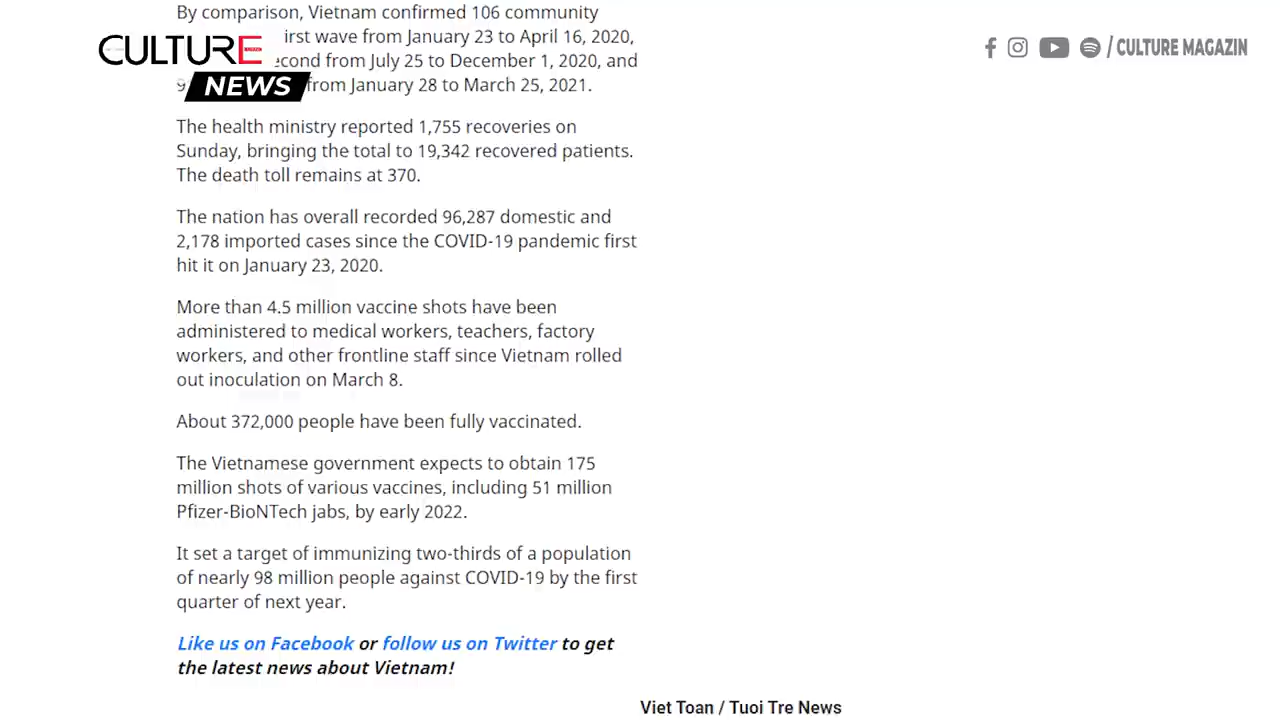 By comparison, Vietnam confirmed 106 community
CULTURE
irst wave from January 23 to April 16, 2020,
econd from July 25 to December 1, 2020, and
NEWS
from January 28 to March 25, 2021.
/ CULTURE MAGAZIN
The health ministry reported 1,755 recoveries on
Sunday, bringing the total to 19,342 recovered patients.
The death toll remains at 370.
The nation has overall recorded 96,287 domestic and
2,178 imported cases since the COVID-19 pandemic first
hit it on January 23, 2020.
More than 4.5 million vaccine shots have been
administered to medical workers, teachers, factory
workers, and other frontline staff since Vietnam rolled
out inoculation on March 8.
About 372,000 people have been fully vaccinated.
The Vietnamese government expects to obtain 175
million shots of various vaccines, including 51 million
Pfizer-BioNTech jabs, by early 2022.
It set a target of immunizing two-thirds of a population
of nearly 98 million people against COVID-19 by the first
quarter of next year.
Like us on Facebook or follow us on Twitter to get
the latest news about Vietnam!
Viet Toan / Tuoi Tre News